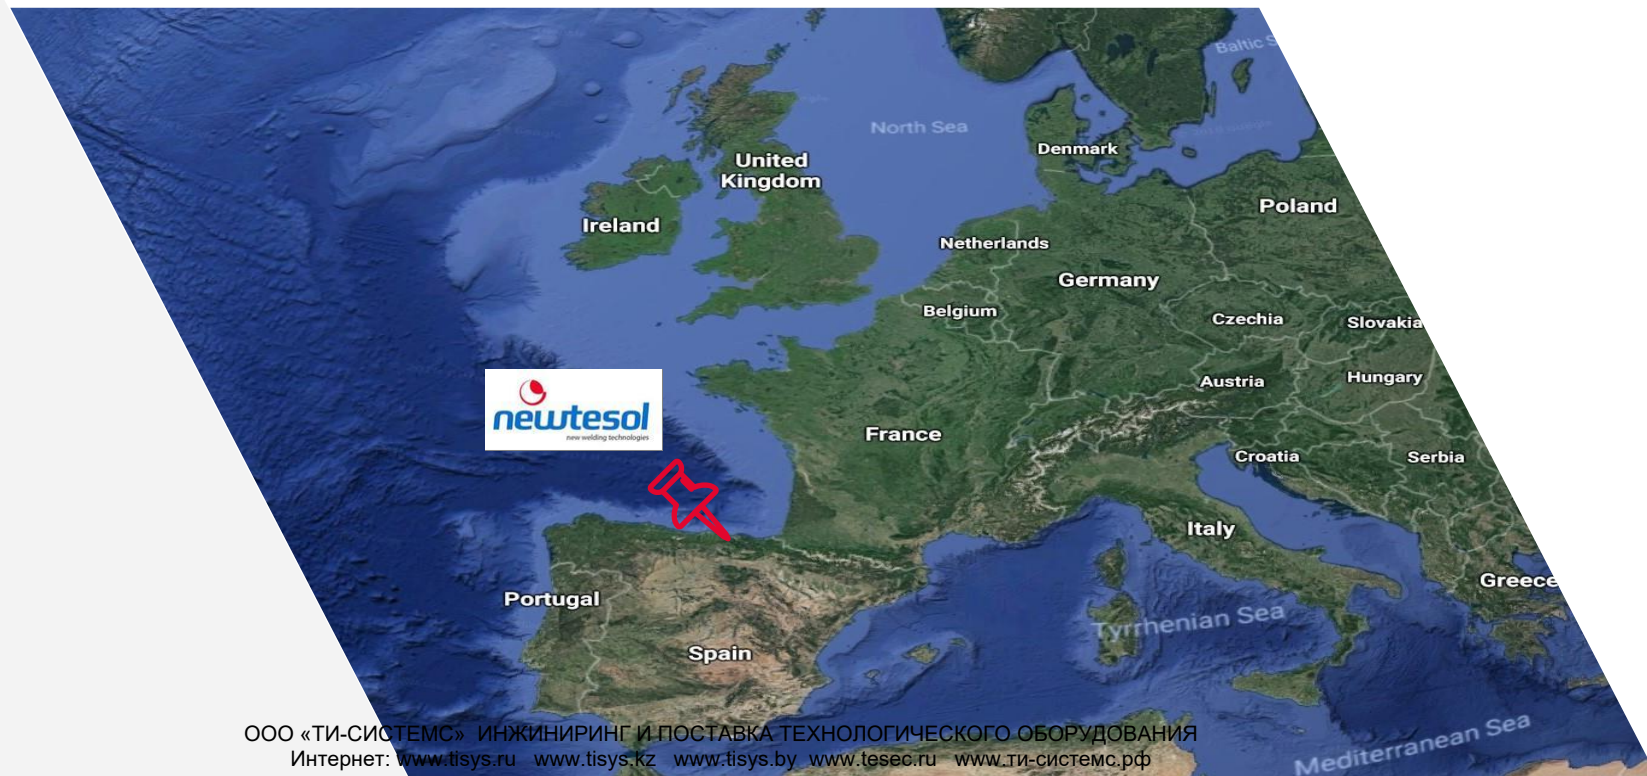 Baltic S
North Sea
Denmark
United
Kingdom
Poland
Ireland
Netherlands
Germany
Belgium
Czechia
Slovakia
Austria
Hungary
newtesol
new welding technologies
France
Croatia
Serbia
Italy
Greece
Portugal
Tyrrhenian Sea
Spain
Mediterranean Sea
ООО «ТИ-СИСТЕМС» ИНЖИНИРИНГ И ПОСТАВКА ТЕХНОЛОГИЧЕСКОГО ОБОРУДОВАНИЯ
Интернет: www.tisys.ru www.tisys.kz www.tisys.by www.tesec.ru www.ти-системс.рф